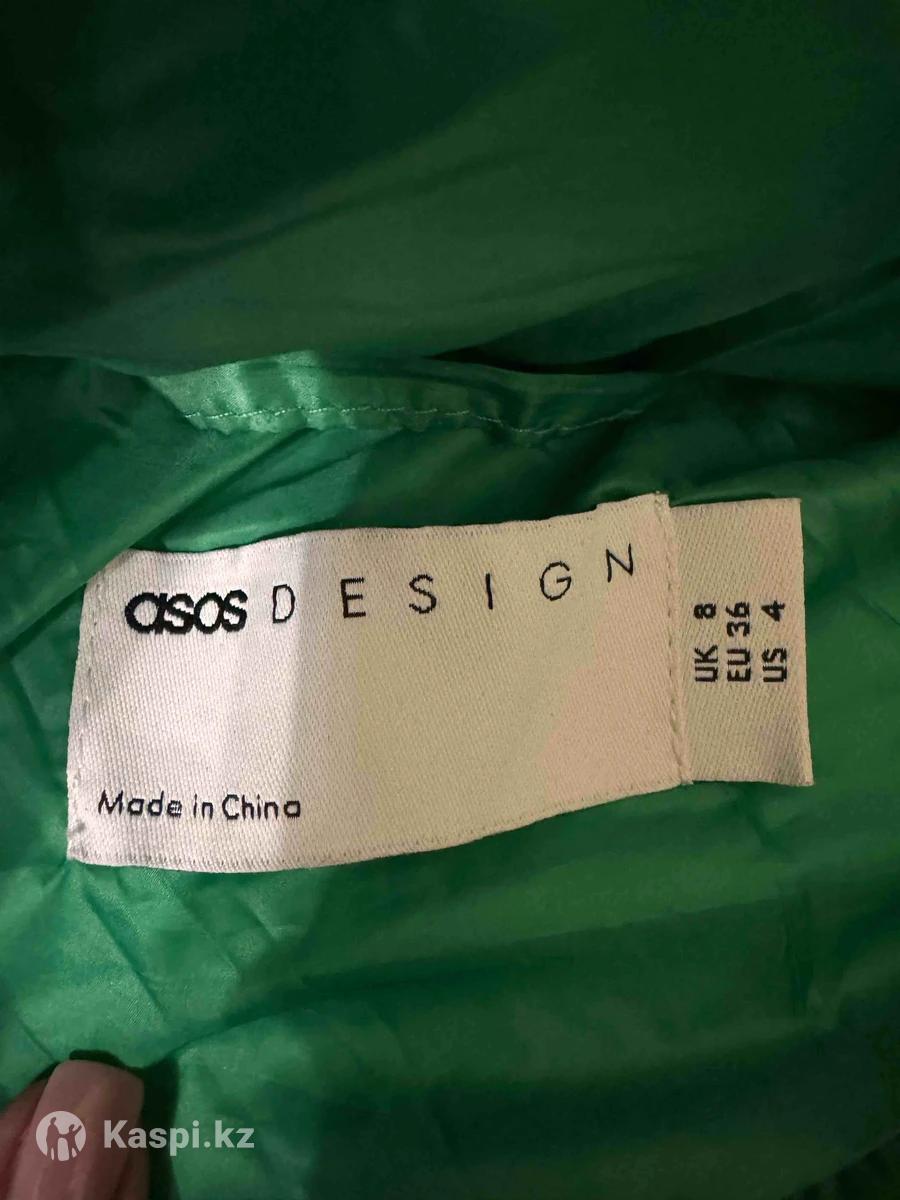 asos DESIGN
Made in China
UK 8
EU 36
US 4
Kaspi.kz